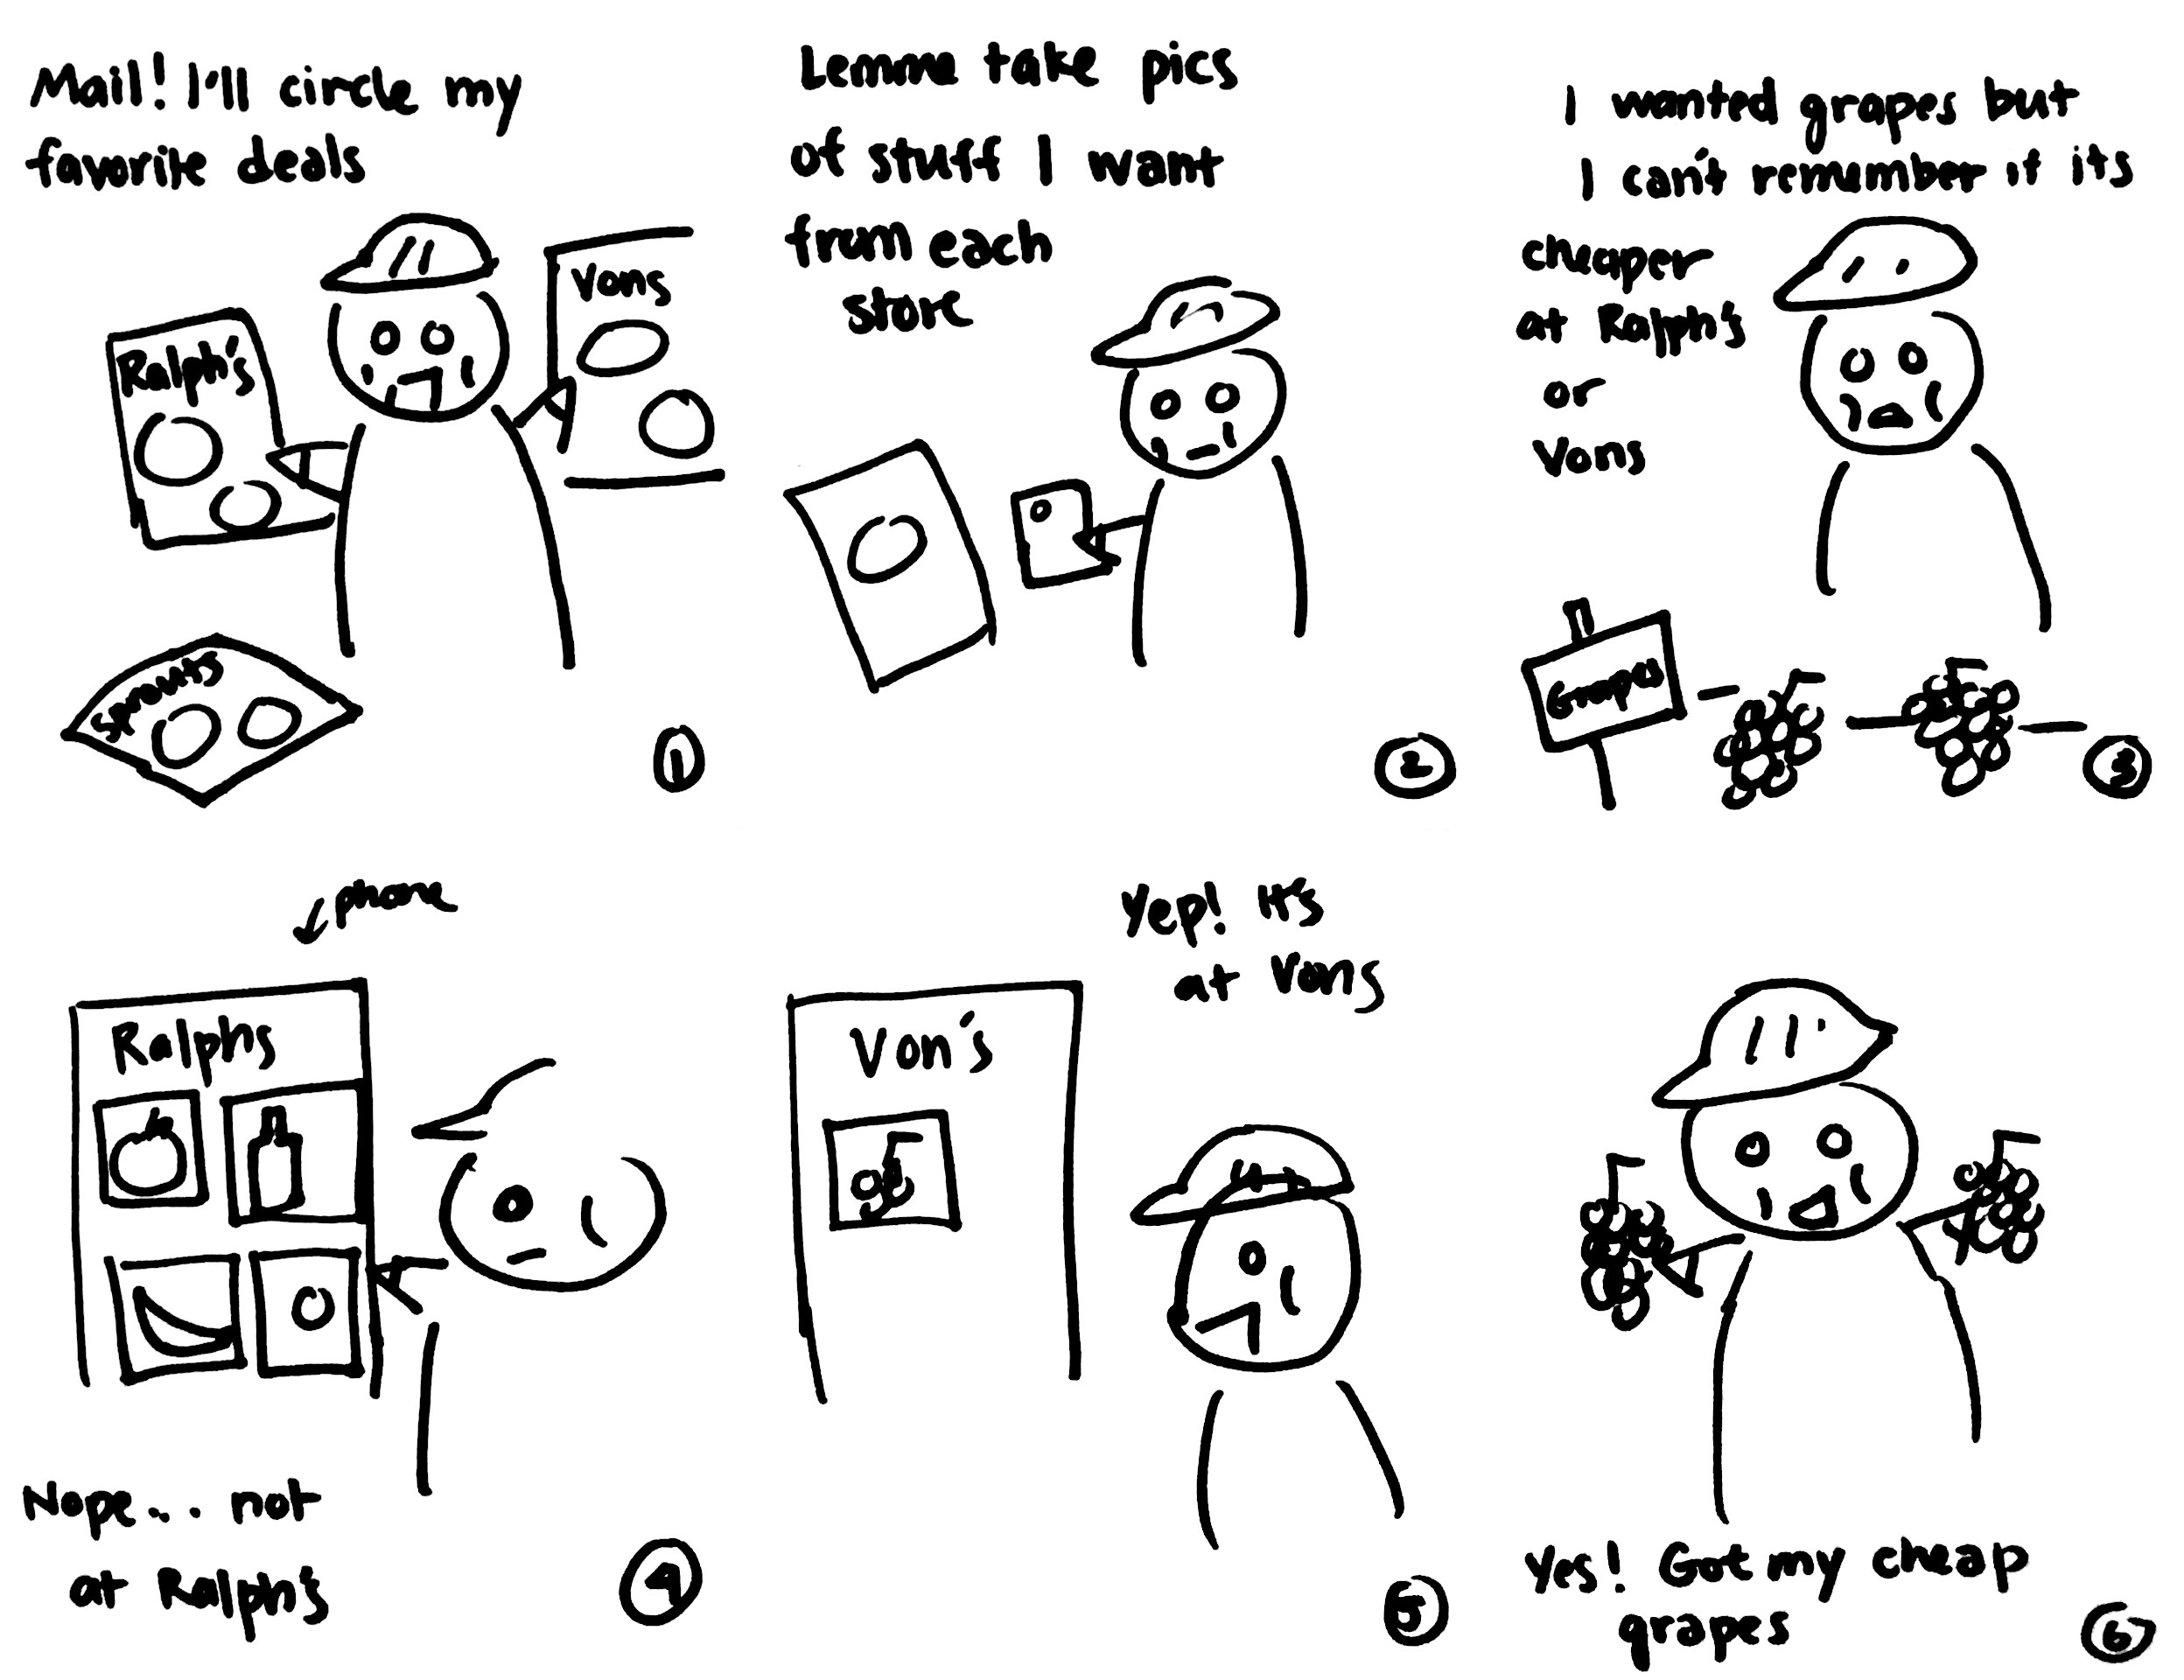 Mail! I'll circle my
favorite deals
Ralph's
Vons
Sprouts
1
Lemme take pics
of stuff I want
from each
store
2
I wanted grapes but
I can't remember if its
cheaper
at Ralph's
or
Vons
Grapes
3
phone
Ralphs
Nope... not
at Ralph's
4
Yep! It's
at Vons
Von's
5
Yes! Got my cheap
grapes
6